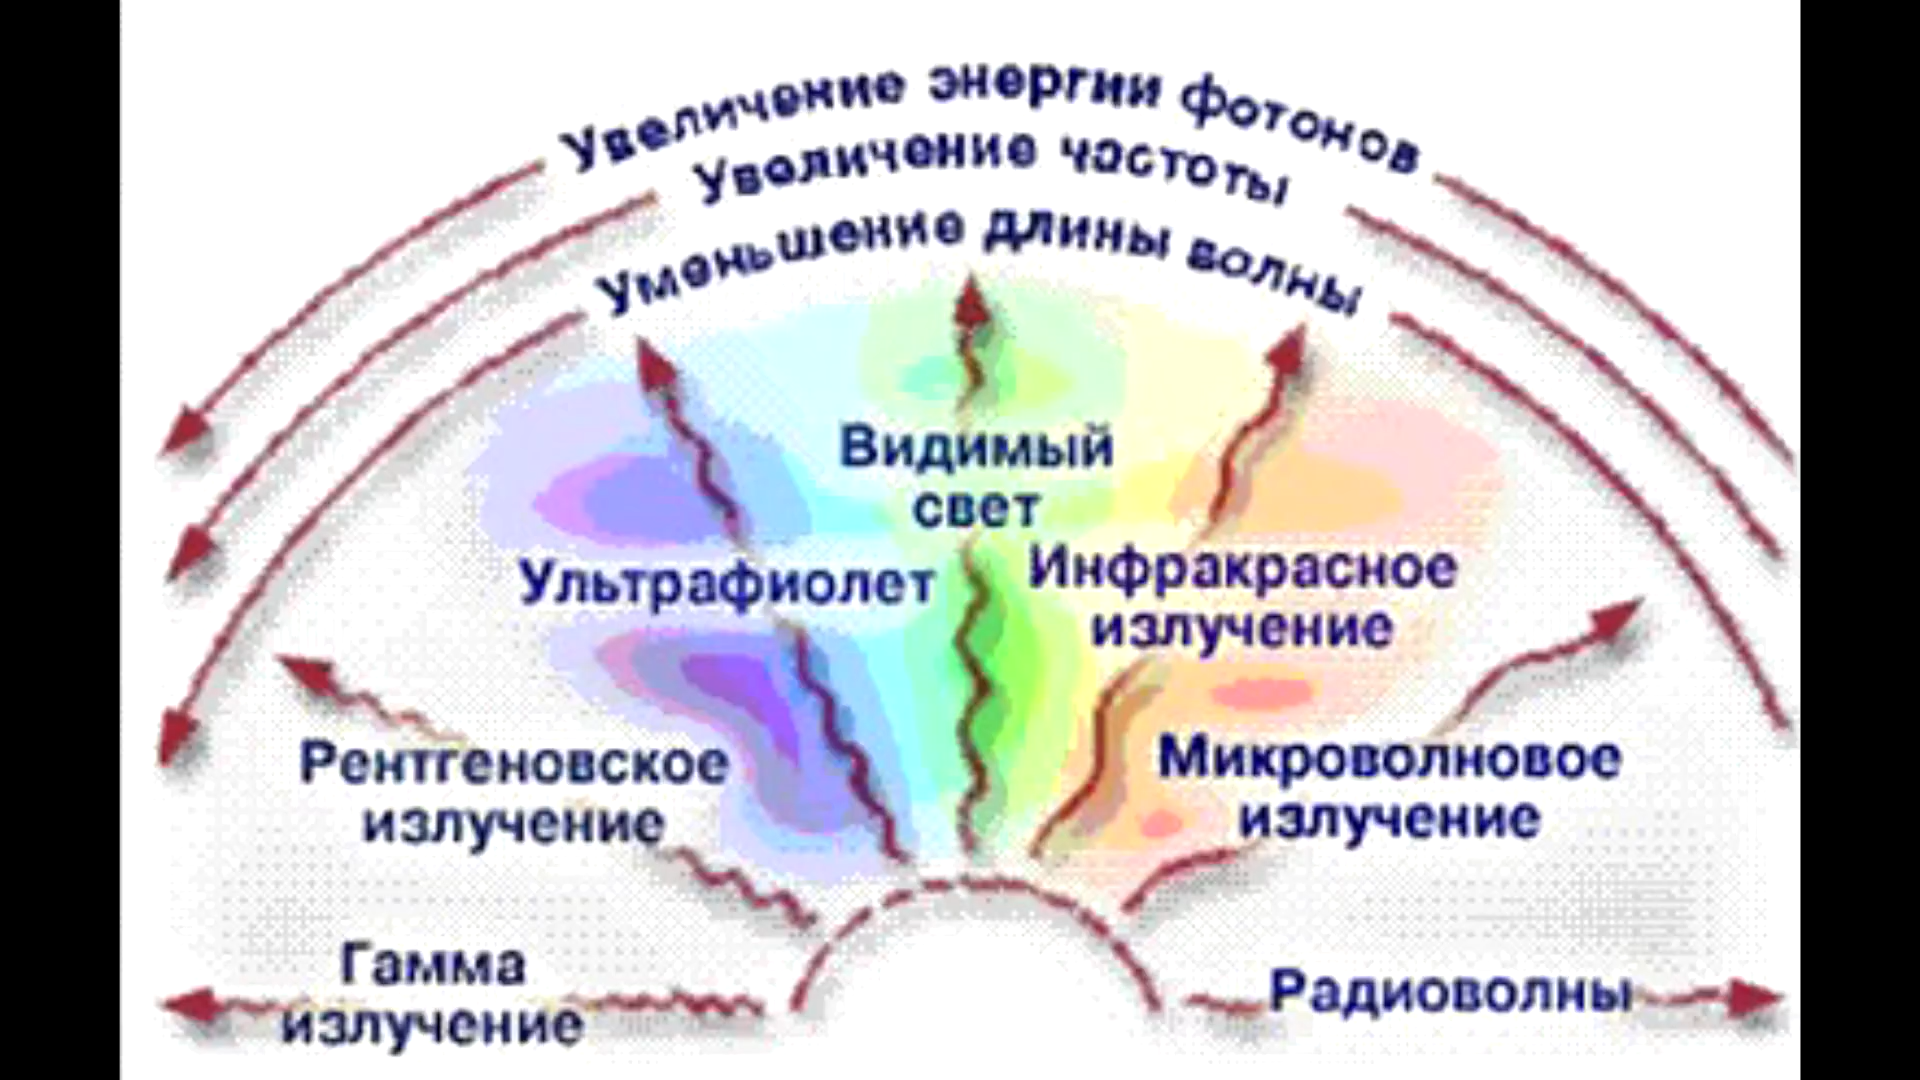 Увеличение энергии фотонов
Увеличение частоты
Уменьшение длины волны
Видимый
свет
Ультрафиолет
Инфракрасное
излучение
Рентгеновское
излучение
Микроволновое
излучение
Гамма
излучение
Радиоволны